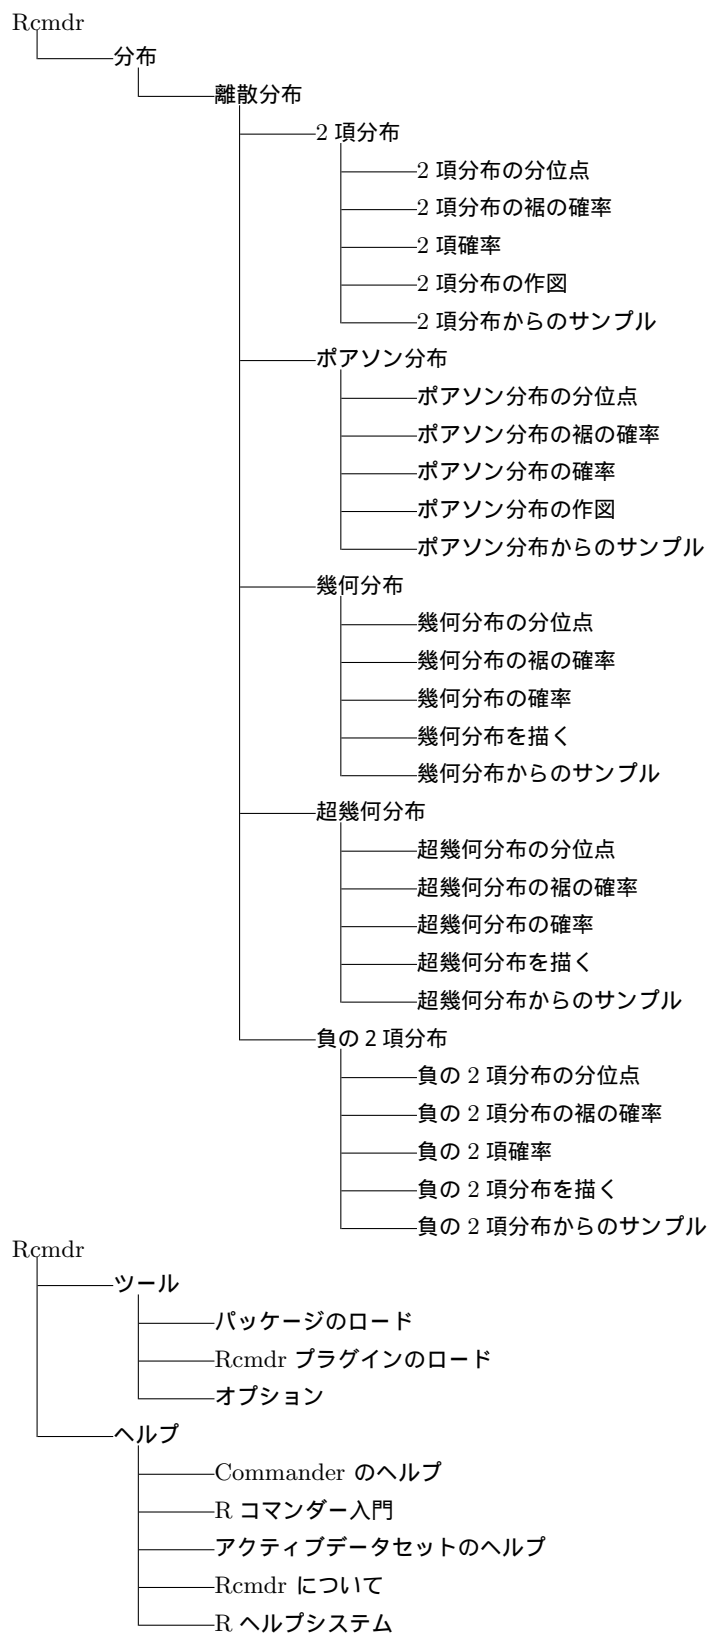 Rcmdr
分布
離散分布
2 項分布
2 項分布の分位点
2 項分布の裾の確率
2 項確率
2 項分布の作図
2 項分布からのサンプル
ポアソン分布
ポアソン分布の分位点
ポアソン分布の裾の確率
ポアソン分布の確率
ポアソン分布の作図
ポアソン分布からのサンプル
幾何分布
幾何分布の分位点
幾何分布の裾の確率
幾何分布の確率
幾何分布を描く
幾何分布からのサンプル
超幾何分布
超幾何分布の分位点
超幾何分布の裾の確率
超幾何分布の確率
超幾何分布を描く
超幾何分布からのサンプル
負の2項分布
負の 2 項分布の分位点
負の 2 項分布の裾の確率
負の 2 項確率
負の 2 項分布を描く
負の 2 項分布からのサンプル
Rcmdr
ツール
パッケージのロード
Rcmdr プラグインのロード
オプション
ヘルプ
Commander のヘルプ
R コマンダー入門
アクティブデータセットのヘルプ
Rcmdr について
R ヘルプシステム